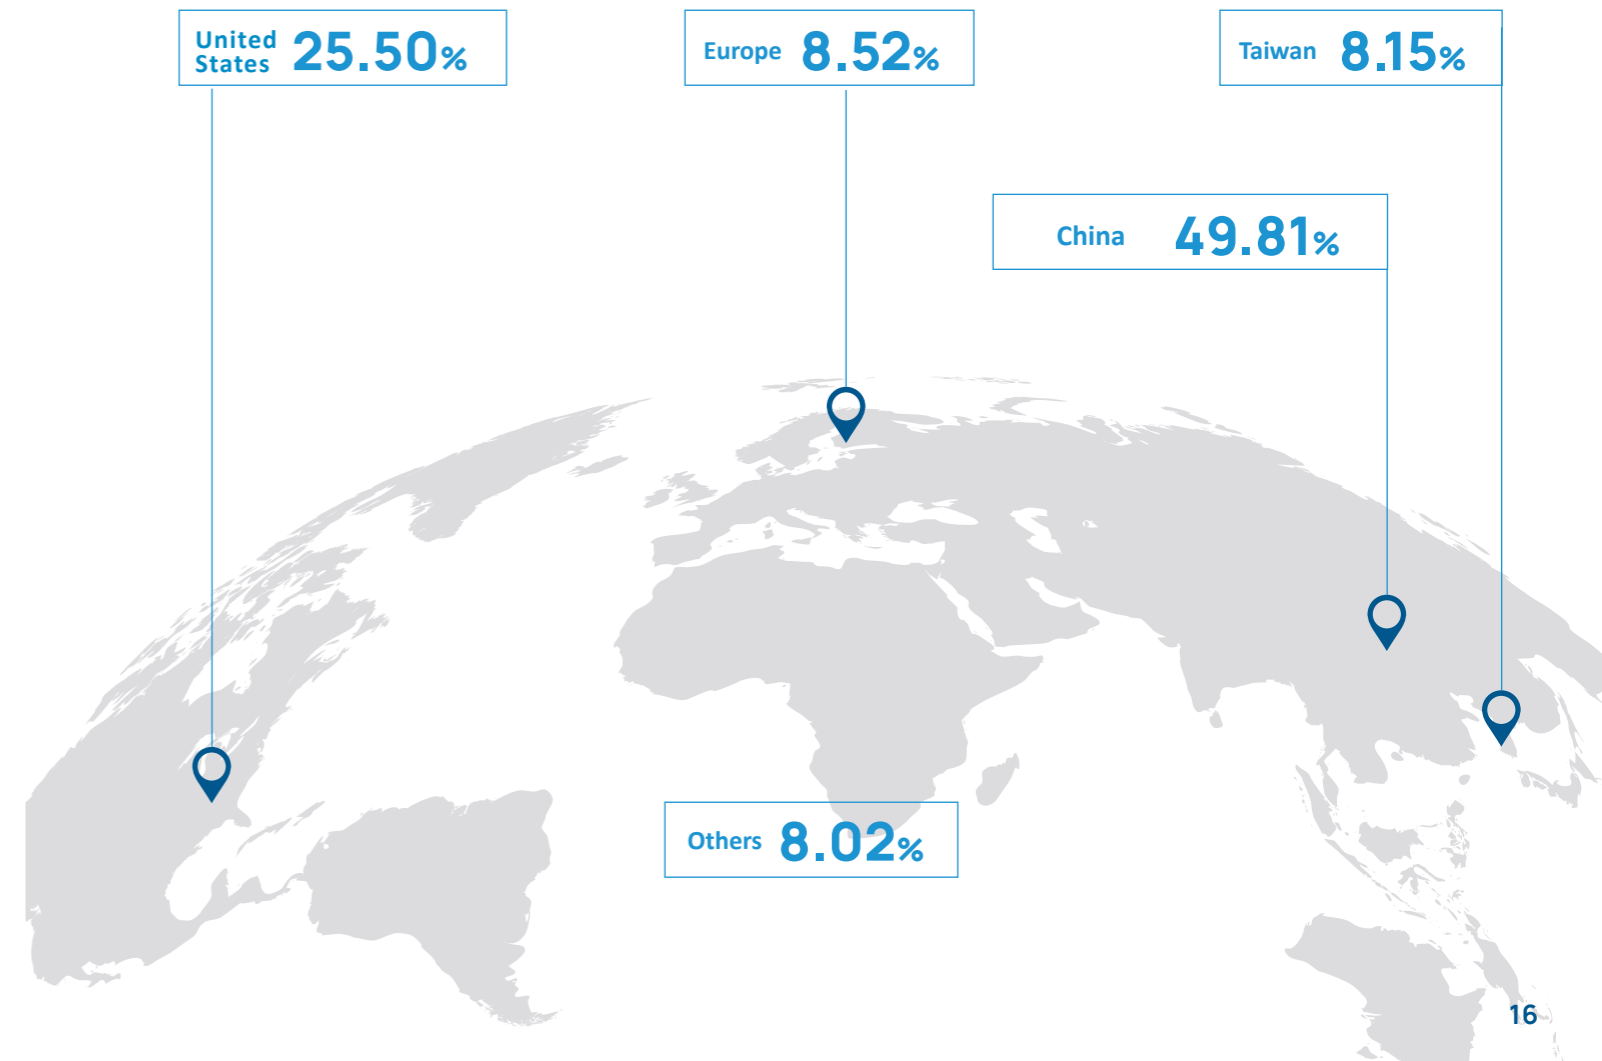 United
States 25.50%
Europe 8.52%
Taiwan 8.15%
China 49.81%
Others 8.02%
16